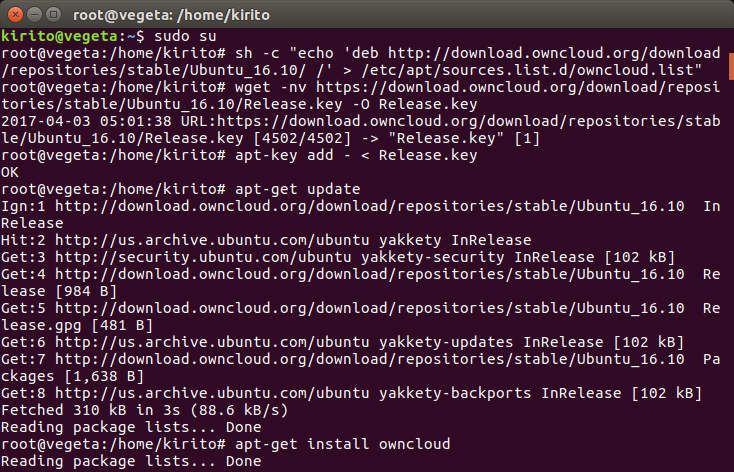 root@vegeta: /home/kirito
kirito@vegeta:~$ sudo su
root@vegeta:/home/kirito# sh -c "echo 'deb http://download.owncloud.org/download
/repositories/stable/Ubuntu_16.10/ /' > /etc/apt/sources.list.d/owncloud.list"
root@vegeta:/home/kirito# wget -nv https://download.owncloud.org/download/reposi
tories/stable/Ubuntu_16.10/Release.key -O Release.key
2017-04-03 05:01:38 URL:https://download.owncloud.org/download/repositories/stab
le/Ubuntu_16.10/Release.key [4502/4502] -> "Release.key" [1]
root@vegeta:/home/kirito# apt-key add - < Release.key
OK
root@vegeta:/home/kirito# apt-get update
Ign:1 http://download.owncloud.org/download/repositories/stable/Ubuntu_16.10  In
Release
Hit:2 http://us.archive.ubuntu.com/ubuntu yakkety InRelease
Get:3 http://security.ubuntu.com/ubuntu yakkety-security InRelease [102 kB]
Get:4 http://download.owncloud.org/download/repositories/stable/Ubuntu_16.10  Re
lease [984 B]
Get:5 http://download.owncloud.org/download/repositories/stable/Ubuntu_16.10  Re
lease.gpg [481 B]
Get:6 http://us.archive.ubuntu.com/ubuntu yakkety-updates InRelease [102 kB]
Get:7 http://download.owncloud.org/download/repositories/stable/Ubuntu_16.10  Pa
ckages [1,638 B]
Get:8 http://us.archive.ubuntu.com/ubuntu yakkety-backports InRelease [102 kB]
Fetched 310 kB in 3s (88.6 kB/s)
Reading package lists... Done
root@vegeta:/home/kirito# apt-get install owncloud
Reading package lists... Done